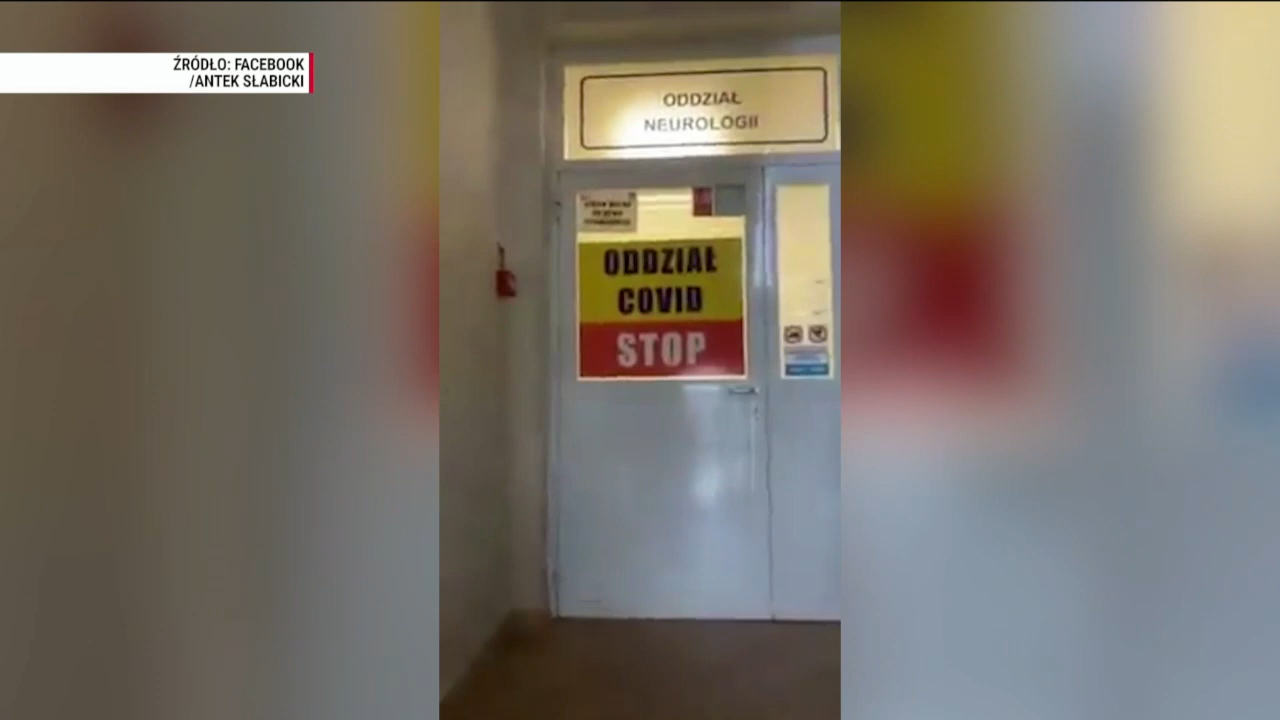 ŹRÓDŁO: FACEBOOK
/ANTEK SŁABICKI
ODDZIAŁ
NEUROLOGII
ODDZIAŁ
COVID
STOP